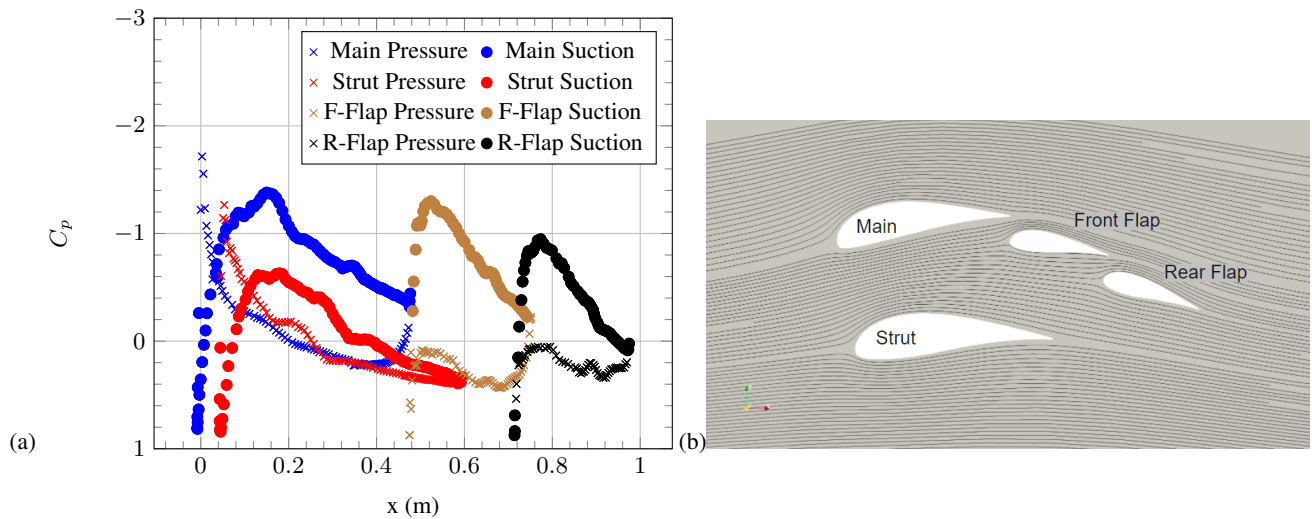 −3
−2
−1
0
1
C_p
0
0.2
0.4
0.6
0.8
1
x (m)
Main Pressure Main Suction
Strut Pressure Strut Suction
F-Flap Pressure F-Flap Suction
R-Flap Pressure R-Flap Suction
(a)
(b)
Main
Front Flap
Rear Flap
Strut